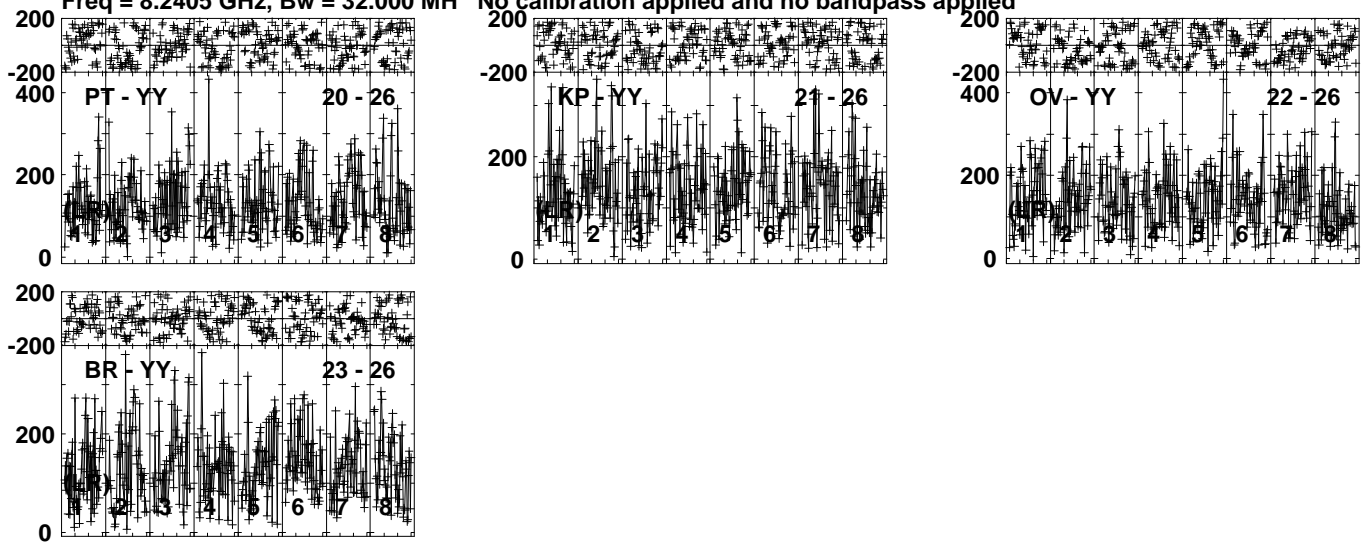 Freq = 8.2405 GHz, Bw = 32.000 MH No calibration applied and no bandpass applied
200
-200
400
200
0
PT - YY 20 - 26
(LR)
1 2 3 4 5 6 7 8
200
-200
200
0
KP - YY 21 - 26
(LR)
1 2 3 4 5 6 7 8
200
-200
400
200
0
OV - YY 22 - 26
(LR)
1 2 3 4 5 6 7 8
200
-200
200
0
BR - YY 23 - 26
(LR)
1 2 3 4 5 6 7 8